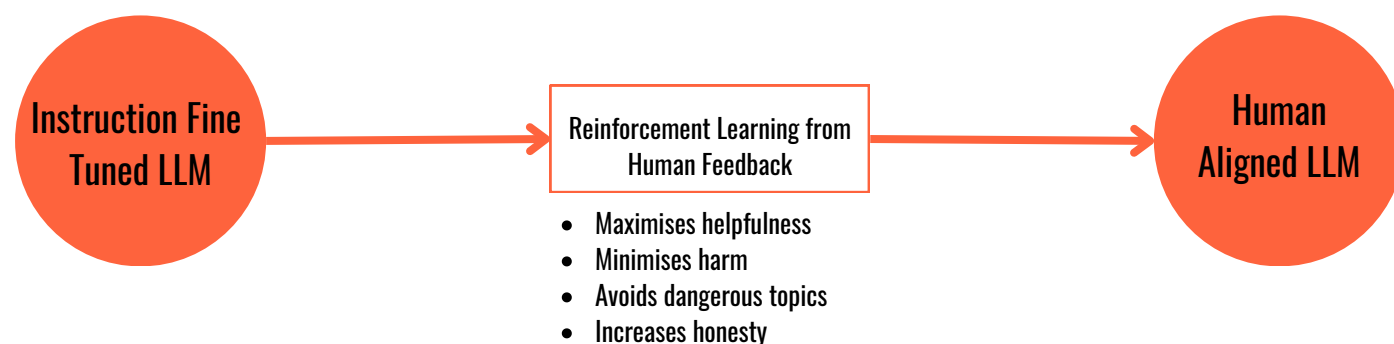 Instruction Fine
Tuned LLM
Reinforcement Learning from
Human Feedback
• Maximises helpfulness
• Minimises harm
• Avoids dangerous topics
• Increases honesty
Human
Aligned LLM